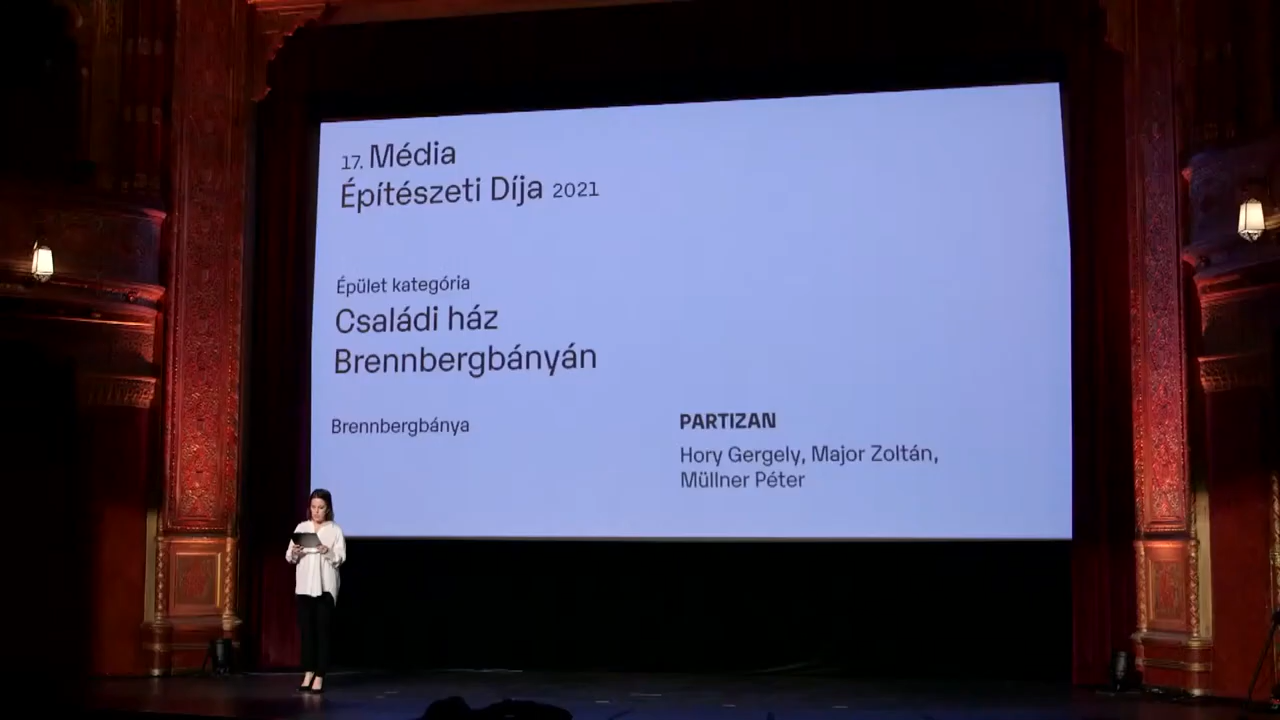 17. Média
Építészeti Díja 2021
Épület kategória
Családi ház
Brennbergbányán
Brennbergbánya
PARTIZAN
Hory Gergely, Major Zoltán,
Müllner Péter